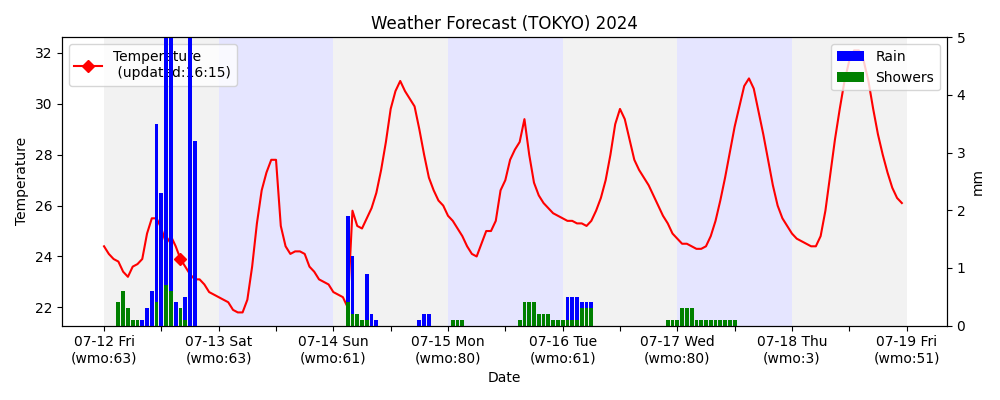 Weather Forecast (TOKYO) 2024
Temperature
(updated:16:15)
Rain
Showers
32
30
28
26
24
22
Temperature
5
4
3
2
1
0
mm
07-12 Fri 07-13 Sat 07-14 Sun 07-15 Mon 07-16 Tue 07-17 Wed 07-18 Thu 07-19 Fri
(wmo:63) (wmo:63) (wmo:61) (wmo:80) (wmo:61) (wmo:80) (wmo:3) (wmo:51)
Date